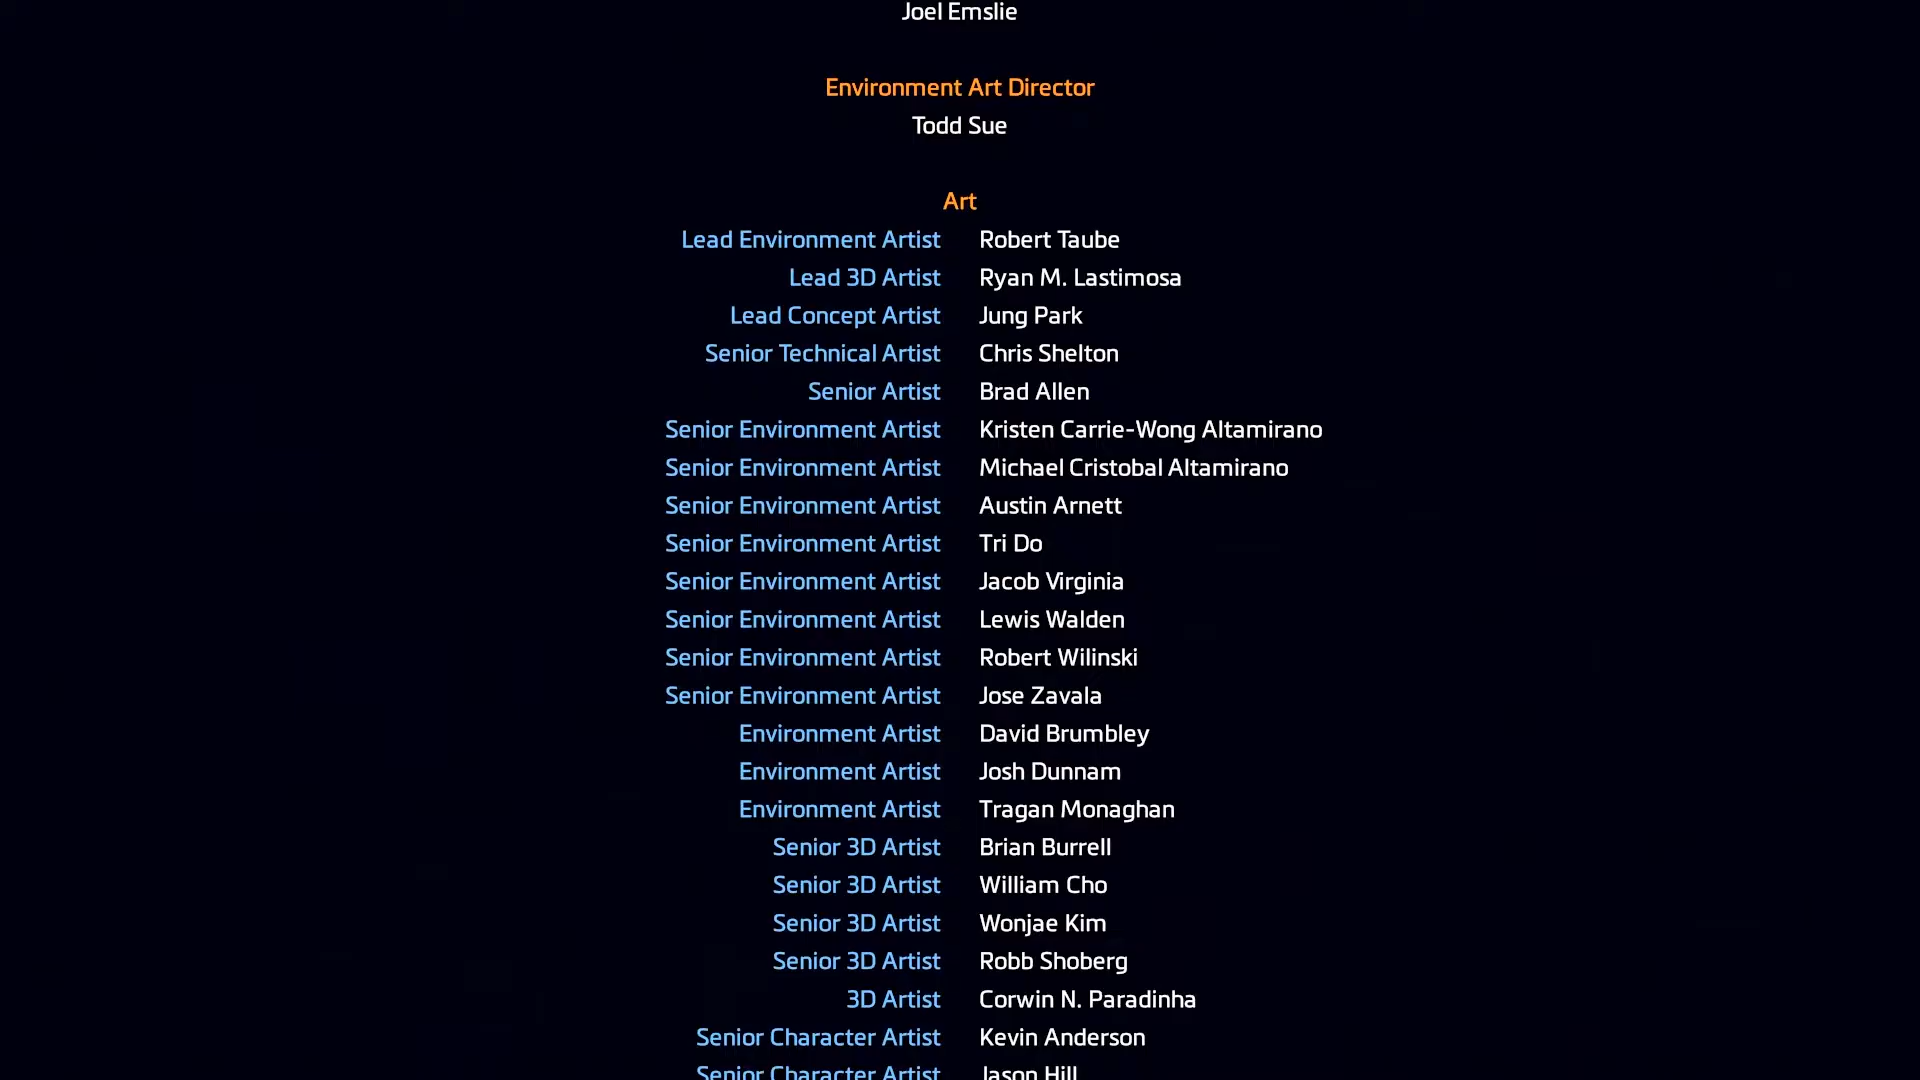 Joel Emslie
Environment Art Director
Todd Sue
Art
Lead Environment Artist Robert Taube
Lead 3D Artist Ryan M. Lastimosa
Lead Concept Artist Jung Park
Senior Technical Artist Chris Shelton
Senior Artist Brad Allen
Senior Environment Artist Kristen Carrie-Wong Altamirano
Senior Environment Artist Michael Cristobal Altamirano
Senior Environment Artist Austin Arnett
Senior Environment Artist Tri Do
Senior Environment Artist Jacob Virginia
Senior Environment Artist Lewis Walden
Senior Environment Artist Robert Wilinski
Senior Environment Artist Jose Zavala
Environment Artist David Brumbley
Environment Artist Josh Dunnam
Environment Artist Tragan Monaghan
Senior 3D Artist Brian Burrell
Senior 3D Artist William Cho
Senior 3D Artist Wonjae Kim
Senior 3D Artist Robb Shoberg
3D Artist Corwin N. Paradinha
Senior Character Artist Kevin Anderson
Senior Character Artist Jason Hill